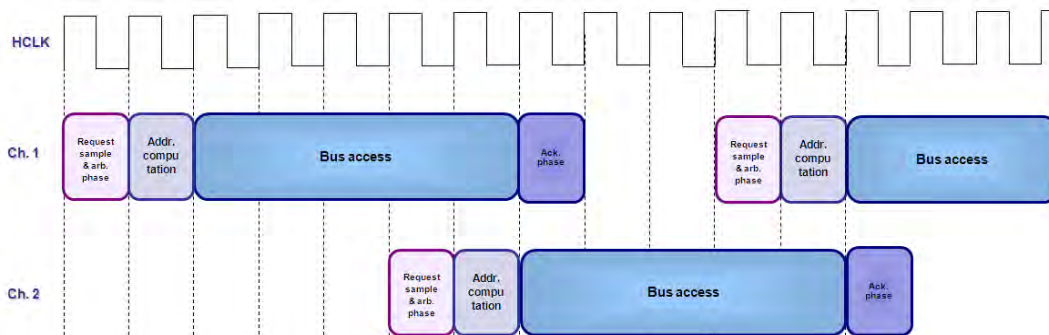 HCLK
Ch. 1
Request
sample
& arb.
phase
Addr.
compu
tation
Bus access
Ack.
phase
Request
sample
& arb.
phase
Addr.
compu
tation
Bus access
Ch. 2
Request
sample
& arb.
phase
Addr.
compu
tation
Bus access
Ack.
phase